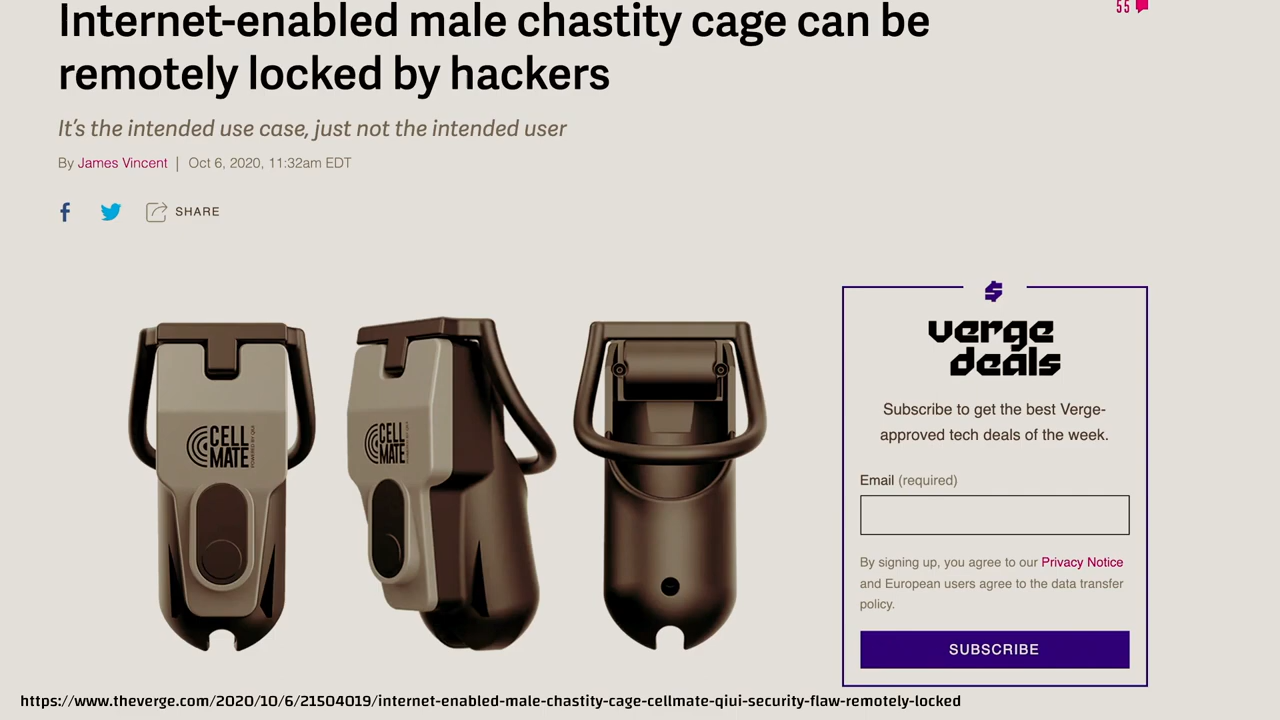 Internet-enabled male chastity cage can be
remotely locked by hackers
55
It's the intended use case, just not the intended user
By James Vincent | Oct 6, 2020, 11:32am EDT
SHARE
CELL
MATE
CELL
MATE
verge
deals
Subscribe to get the best Verge-
approved tech deals of the week.
Email (required)
By signing up, you agree to our Privacy Notice
and European users agree to the data transfer
policy.
SUBSCRIBE
https://www.theverge.com/2020/10/6/21504019/internet-enabled-male-chastity-cage-cellmate-qiui-security-flaw-remotely-locked